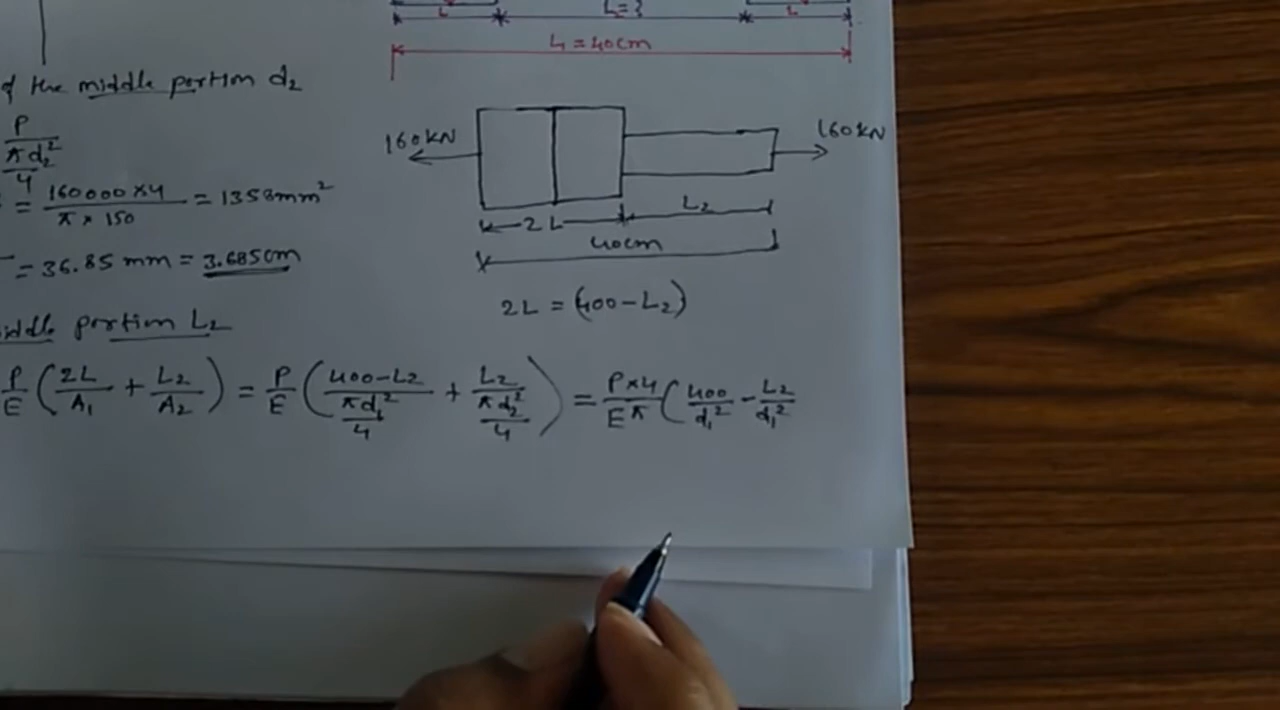 L L=? L
L = 40cm
of the middle portion d₂
P
πd₂²
4
= 160000×4 / π×150 = 1358mm²
= 36.85 mm = 3.685cm
160kN 160kN
2L L₂
40cm
2L = (400-L₂)
middle portion L₂
P/E (2L/A₁ + L₂/A₂) = P/E (400-L₂ / πd₁²/4 + L₂ / πd₂²/4) = P×4/Eπ (400/d₁² - L₂/d₁²